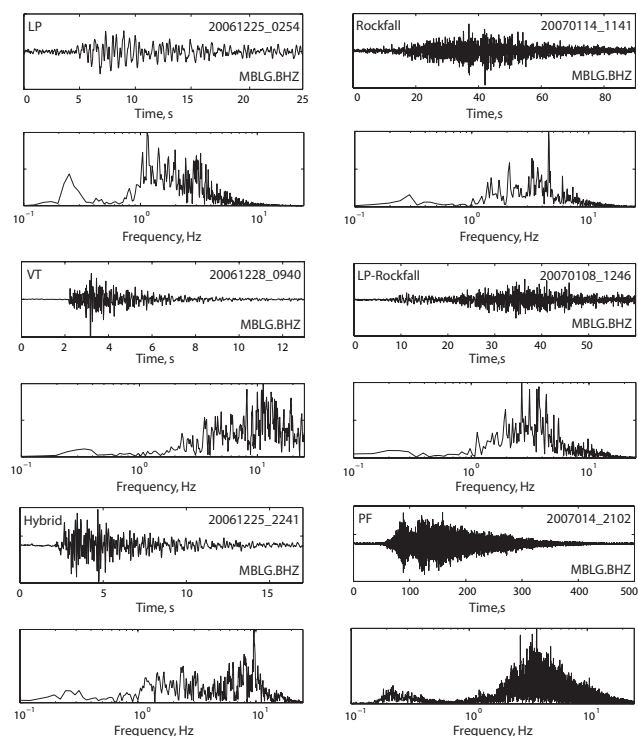 LP 20061225_0254
MBLG.BHZ
0 5 10 15 20 25
Time, s
10⁻¹ 10⁰ 10¹
Frequency, Hz
Rockfall 20070114_1141
MBLG.BHZ
0 20 40 60 80
Time,s
10⁻¹ 10⁰ 10¹
Frequency, Hz
VT 20061228_0940
MBLG.BHZ
0 2 4 6 8 10 12
Time, s
10⁻¹ 10⁰ 10¹
Frequency, Hz
LP-Rockfall 20070108_1246
MBLG.BHZ
0 10 20 30 40 50
Time,s
10⁻¹ 10⁰ 10¹
Frequency, Hz
Hybrid 20061225_2241
MBLG.BHZ
0 5 10 15
Time, s
10⁻¹ 10⁰ 10¹
Frequency, Hz
PF 2007014_2102
MBLG.BHZ
0 100 200 300 400 500
Time,s
10⁻¹ 10⁰ 10¹
Frequency, Hz